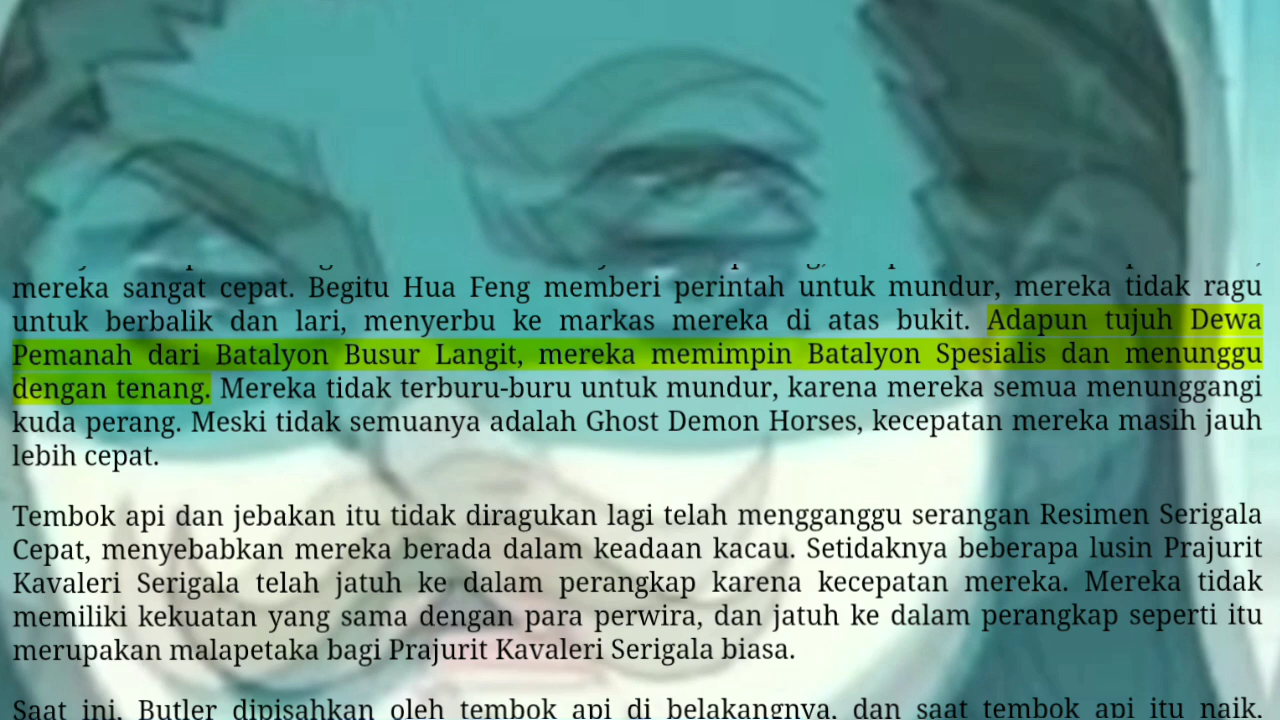 mereka sangat cepat. Begitu Hua Feng memberi perintah untuk mundur, mereka tidak ragu
untuk berbalik dan lari, menyerbu ke markas mereka di atas bukit. Adapun tujuh Dewa
Pemanah dari Batalyon Busur Langit, mereka memimpin Batalyon Spesialis dan menunggu
dengan tenang. Mereka tidak terburu-buru untuk mundur, karena mereka semua menunggangi
kuda perang. Meski tidak semuanya adalah Ghost Demon Horses, kecepatan mereka masih jauh
lebih cepat.
Tembok api dan jebakan itu tidak diragukan lagi telah mengganggu serangan Resimen Serigala
Cepat, menyebabkan mereka berada dalam keadaan kacau. Setidaknya beberapa lusin Prajurit
Kavaleri Serigala telah jatuh ke dalam perangkap karena kecepatan mereka. Mereka tidak
memiliki kekuatan yang sama dengan para perwira, dan jatuh ke dalam perangkap seperti itu
merupakan malapetaka bagi Prajurit Kavaleri Serigala biasa.
Saat ini, Butler dipisahkan oleh tembok api di belakangnya, dan saat tembok api itu naik,